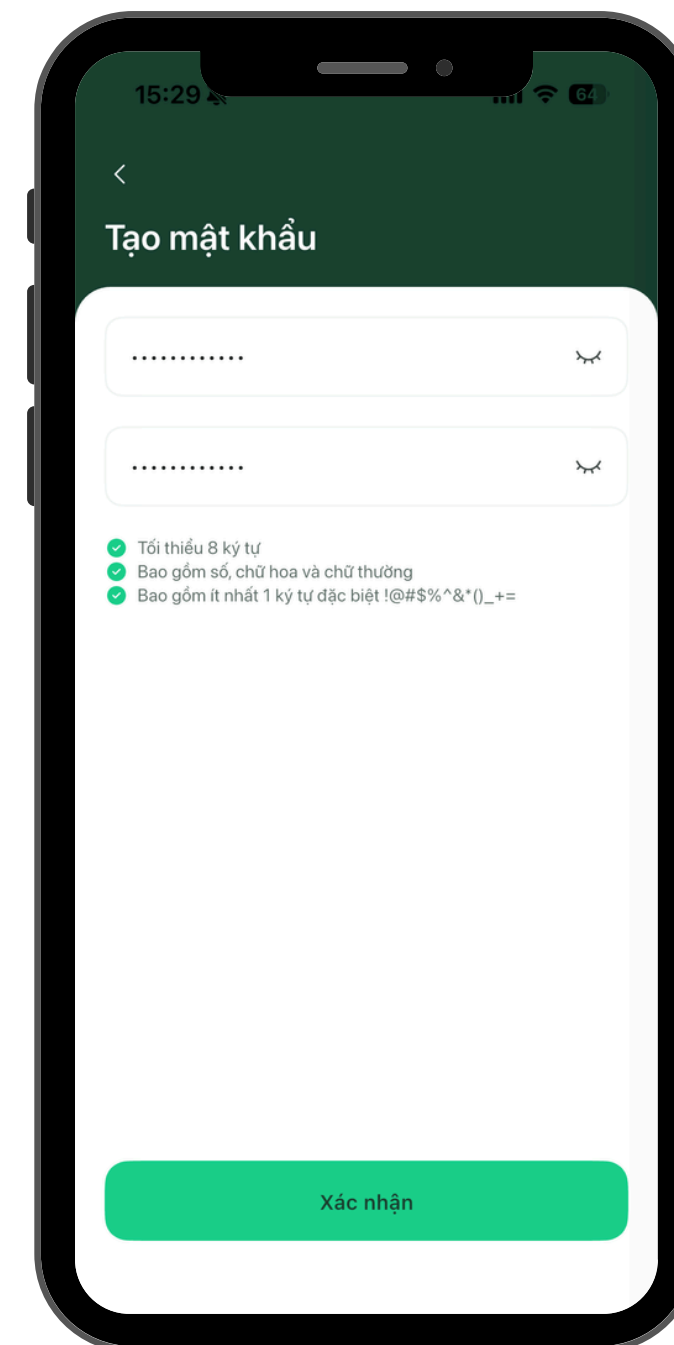 15:29
64
Tạo mật khẩu
............
............
Tối thiểu 8 ký tự
Bao gồm số, chữ hoa và chữ thường
Bao gồm ít nhất 1 ký tự đặc biệt !@#$%^&*()_+=
Xác nhận